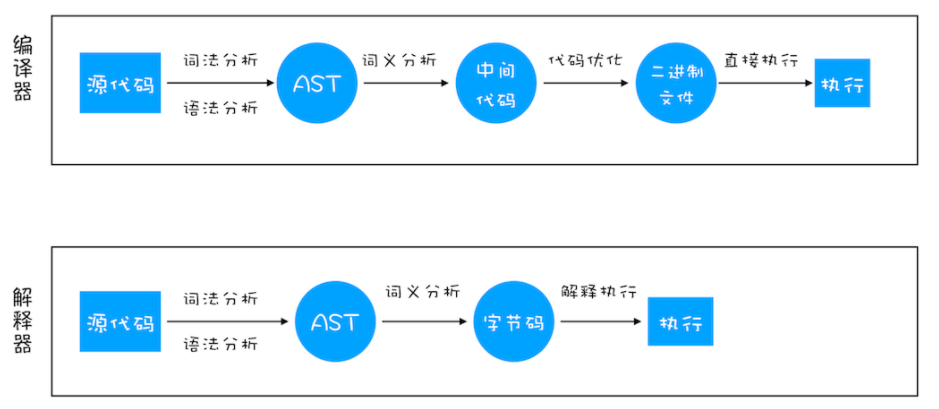 编译器
源代码
词法分析
语法分析
AST
词义分析
中间
代码
代码优化
二进制
文件
直接执行
执行
解释器
源代码
词法分析
语法分析
AST
词义分析
字节码
解释执行
执行